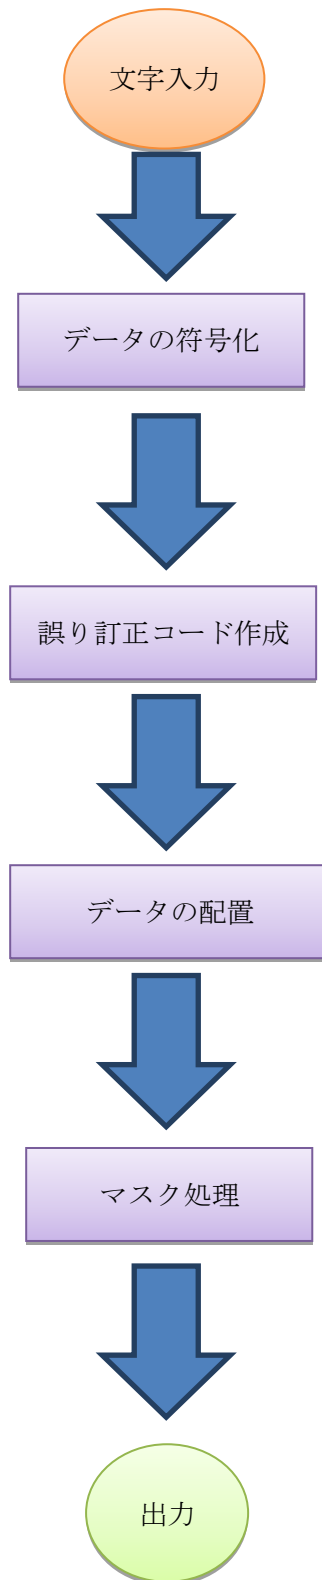 文字入力
データの符号化
誤り訂正コード作成
データの配置
マスク処理
出力